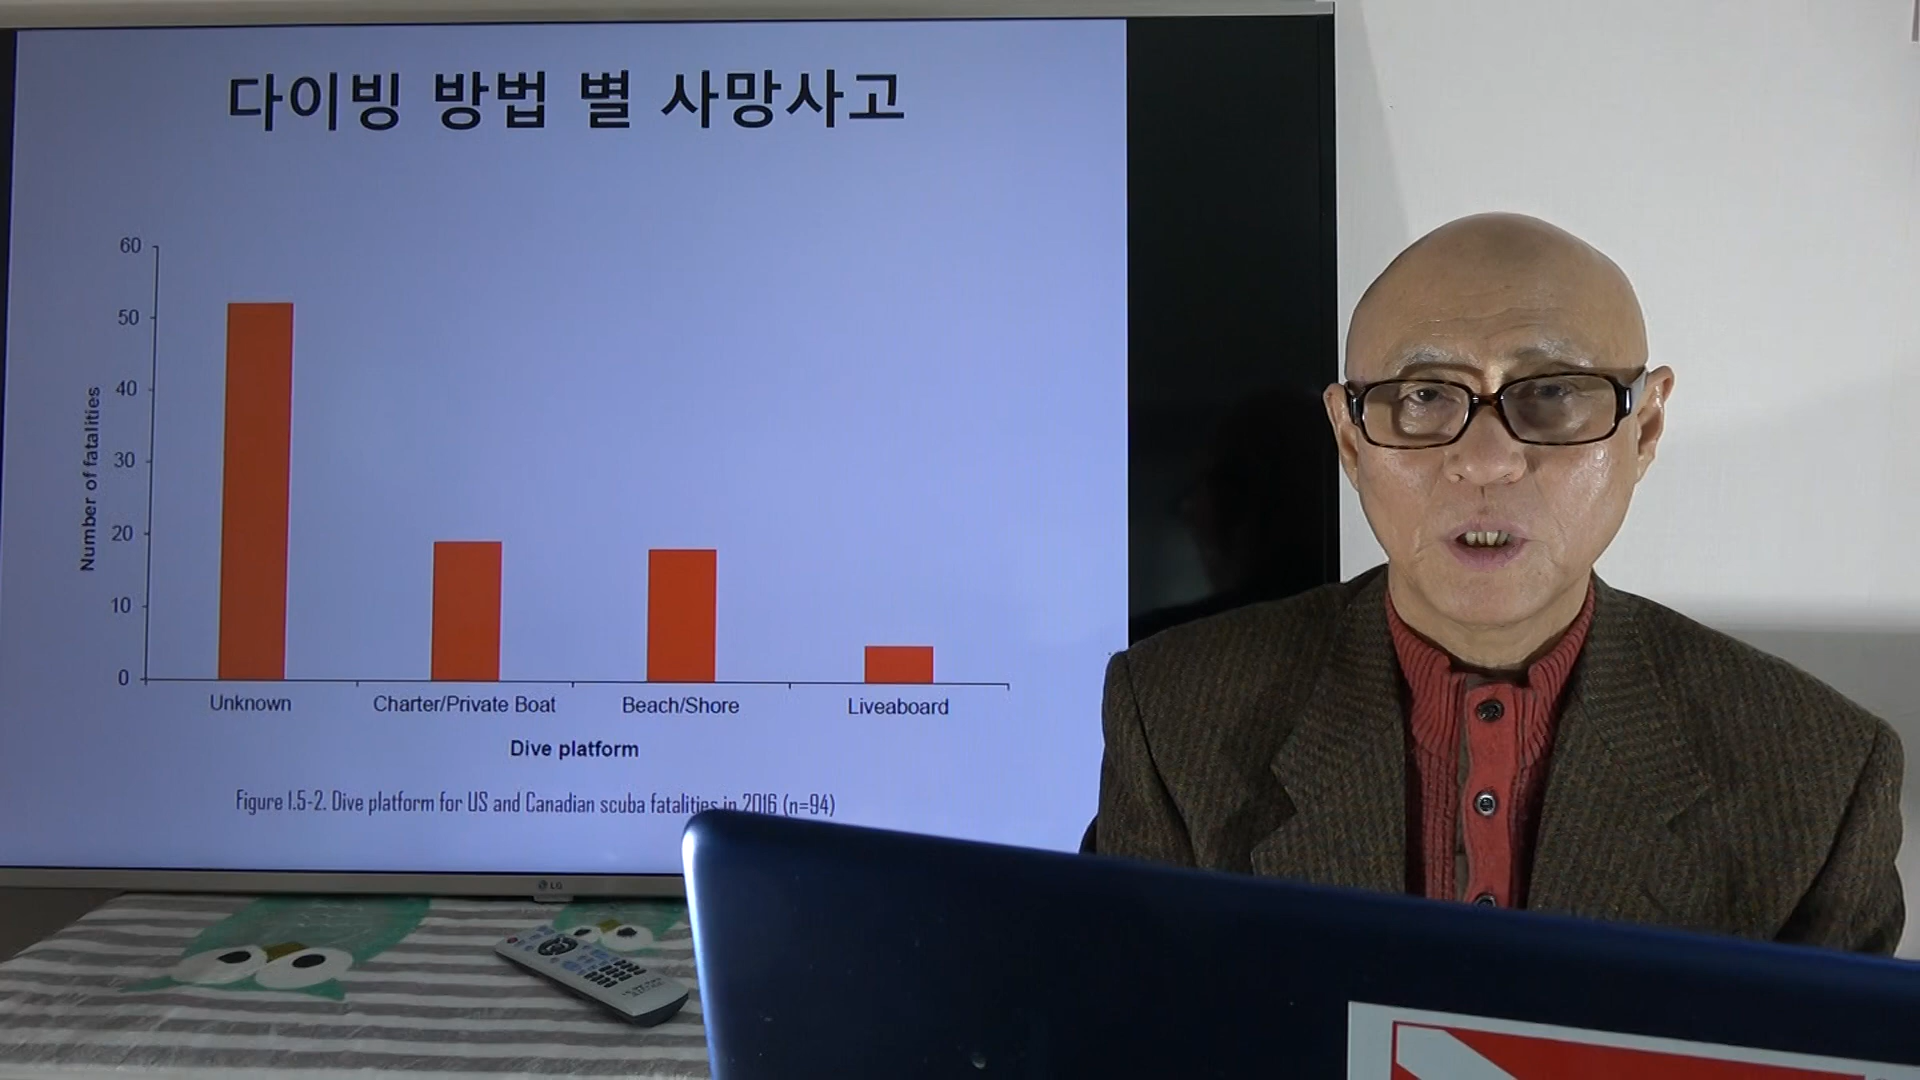 다이빙 방법 별 사망사고
60
50
40
30
20
10
0
Number of fatalities
Unknown
Charter/Private Boat
Beach/Shore
Liveaboard
Dive platform
Figure 1.5-2. Dive platform for US and Canadian scuba fatalities in 2016 (n=94)
LG